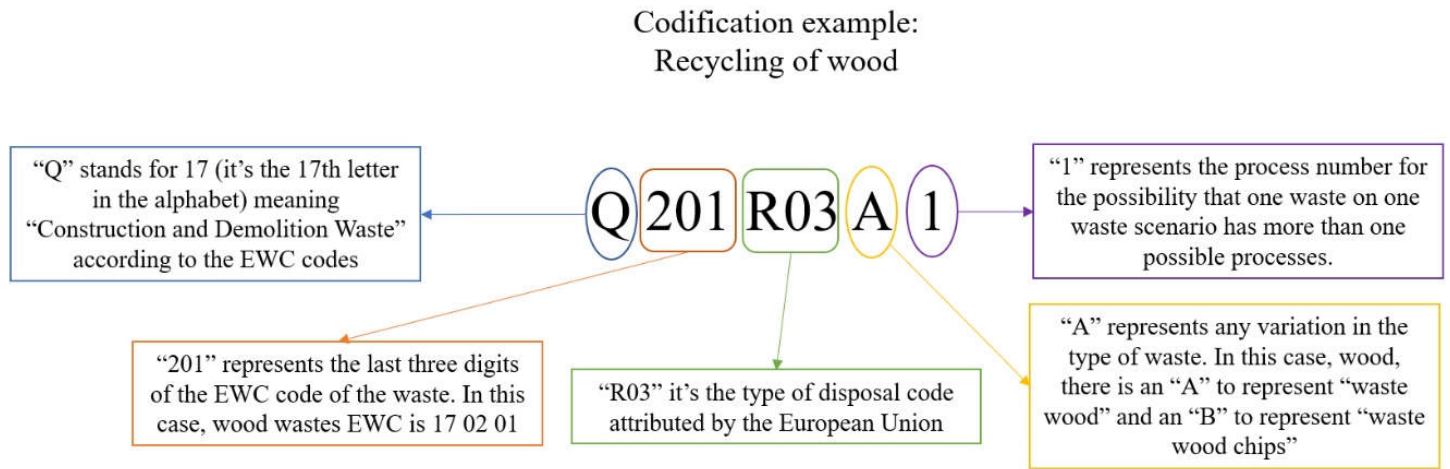 Codification example:
Recycling of wood
“Q” stands for 17 (it’s the 17th letter
in the alphabet) meaning
“Construction and Demolition Waste”
according to the EWC codes
Q 201 R03 A 1
“1” represents the process number for
the possibility that one waste on one
waste scenario has more than one
possible processes.
“201” represents the last three digits
of the EWC code of the waste. In this
case, wood wastes EWC is 17 02 01
“R03” it’s the type of disposal code
attributed by the European Union
“A” represents any variation in the
type of waste. In this case, wood,
there is an “A” to represent “waste
wood” and an “B” to represent “waste
wood chips”